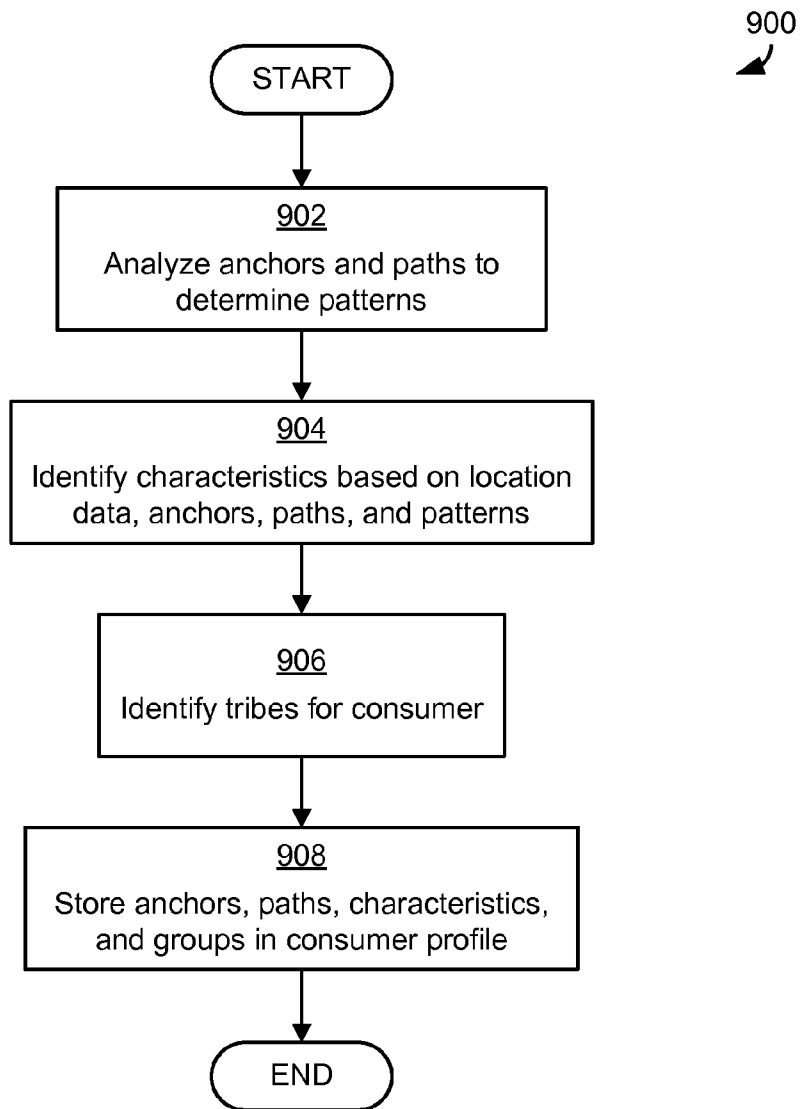 900
START
902
Analyze anchors and paths to
determine patterns
904
Identify characteristics based on location
data, anchors, paths, and patterns
906
Identify tribes for consumer
908
Store anchors, paths, characteristics,
and groups in consumer profile
END